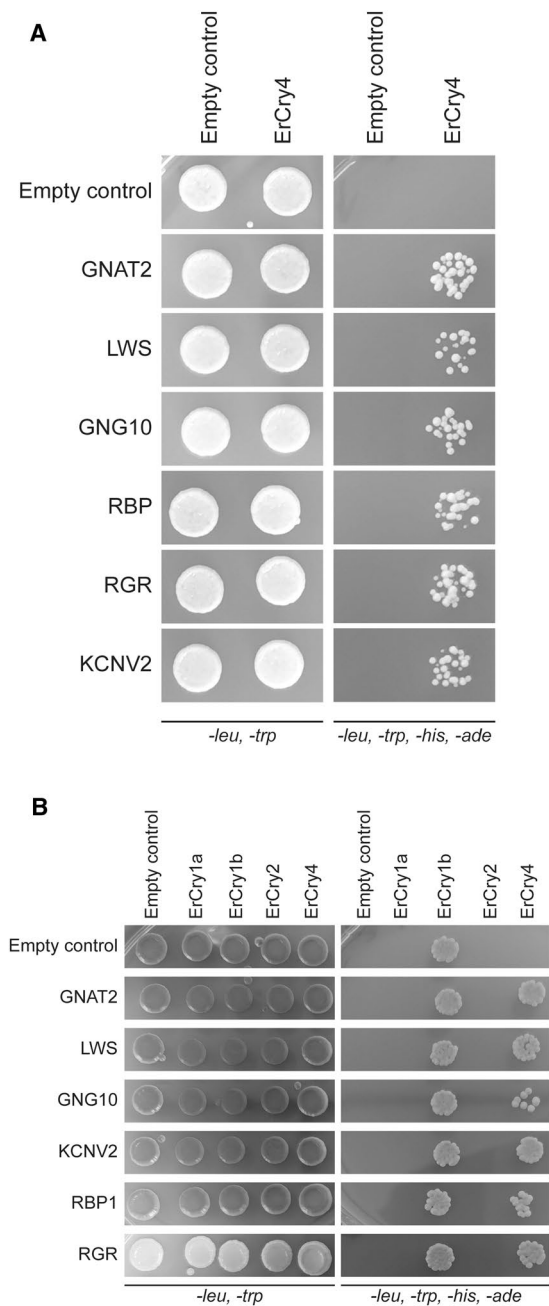 A
Empty control
ErCry4
Empty control
ErCry4
Empty control
GNAT2
LWS
GNG10
RBP
RGR
KCNV2
-leu, -trp
-leu, -trp, -his, -ade
B
Empty control
ErCry1a
ErCry1b
ErCry2
ErCry4
Empty control
ErCry1a
ErCry1b
ErCry2
ErCry4
Empty control
GNAT2
LWS
GNG10
KCNV2
RBP1
RGR
-leu, -trp
-leu, -trp, -his, -ade